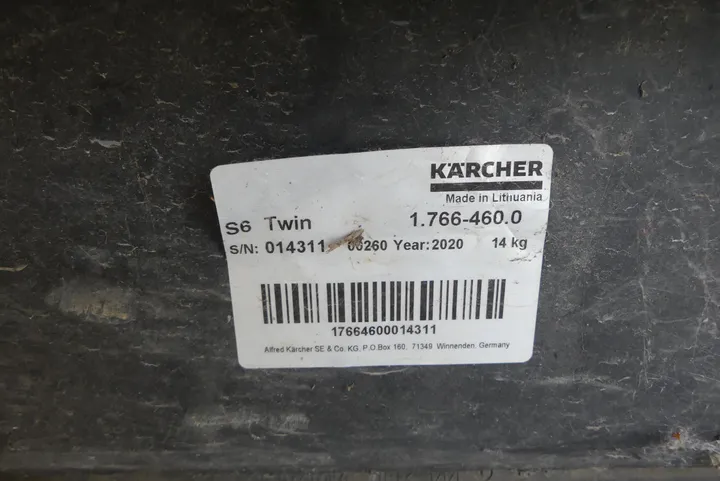 KÄRCHER
Made in Lithuania
S6 Twin 1.766-460.0
S/N: 014311 06260 Year: 2020 14 kg
17664600014311
Alfred Kärcher SE & Co. KG, P.O.Box 160, 71349 Winnenden, Germany